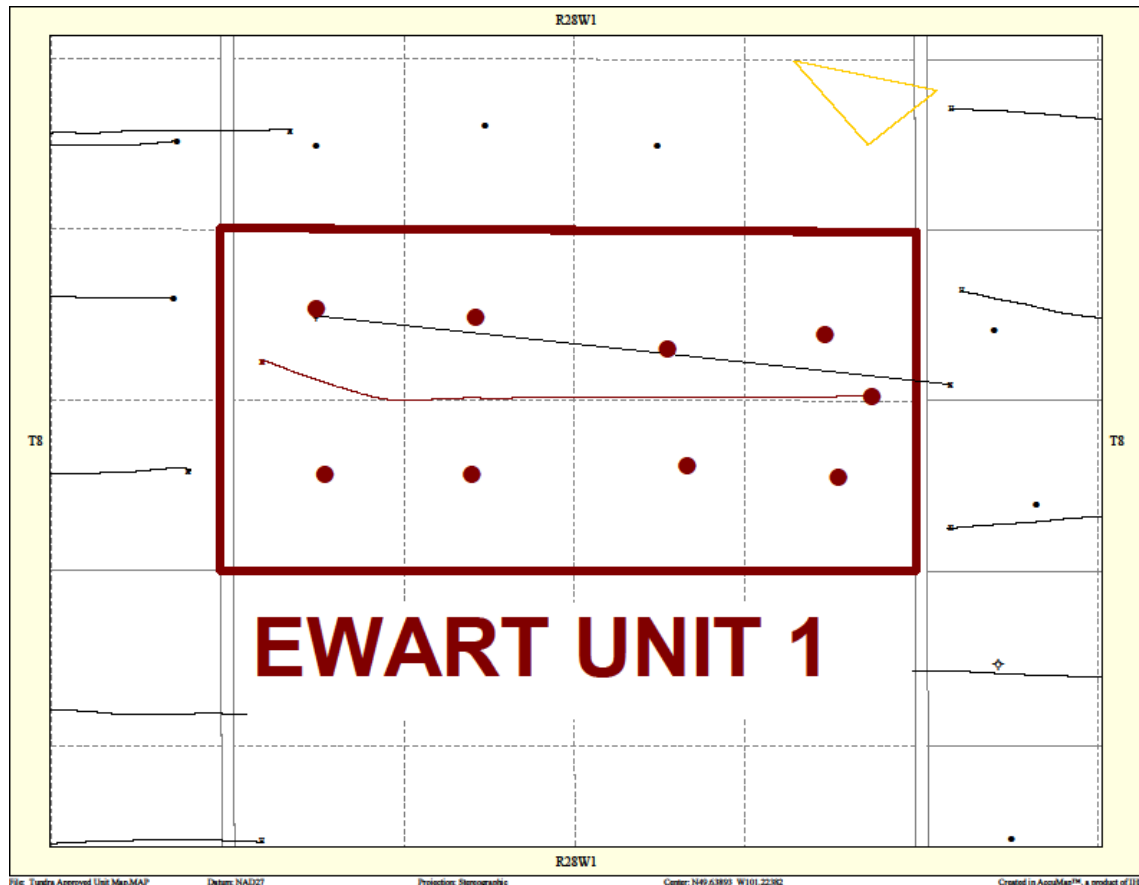 R28W1
T8
T8
EWART UNIT 1
R28W1
File: Tundra Approved Unit Map.MAP Datum: NAD27 Projection: Stereographic Center: N49.63893 W101.22382 Created in AccuMap™, a product of IH